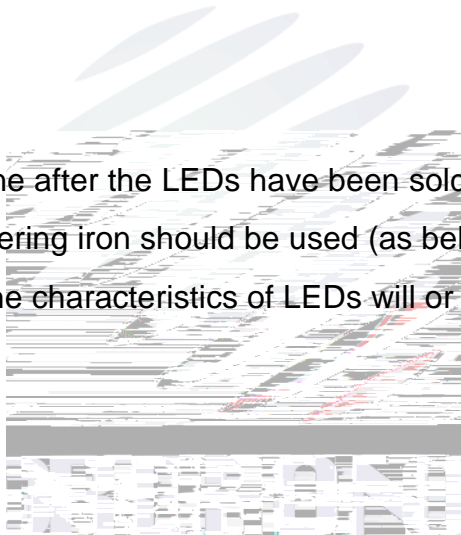 ne after the LEDs have been sold
ering iron should be used (as bel
ne characteristics of LEDs will or